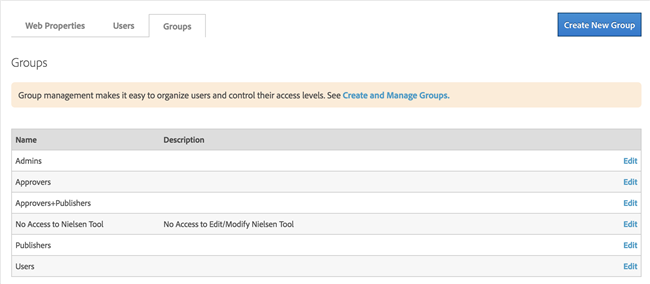 Web Properties Users Groups Create New Group
Groups
Group management makes it easy to organize users and control their access levels. See Create and Manage Groups.
Name Description
Admins Edit
Approvers Edit
Approvers+Publishers Edit
No Access to Nielsen Tool No Access to Edit/Modify Nielsen Tool Edit
Publishers Edit
Users Edit